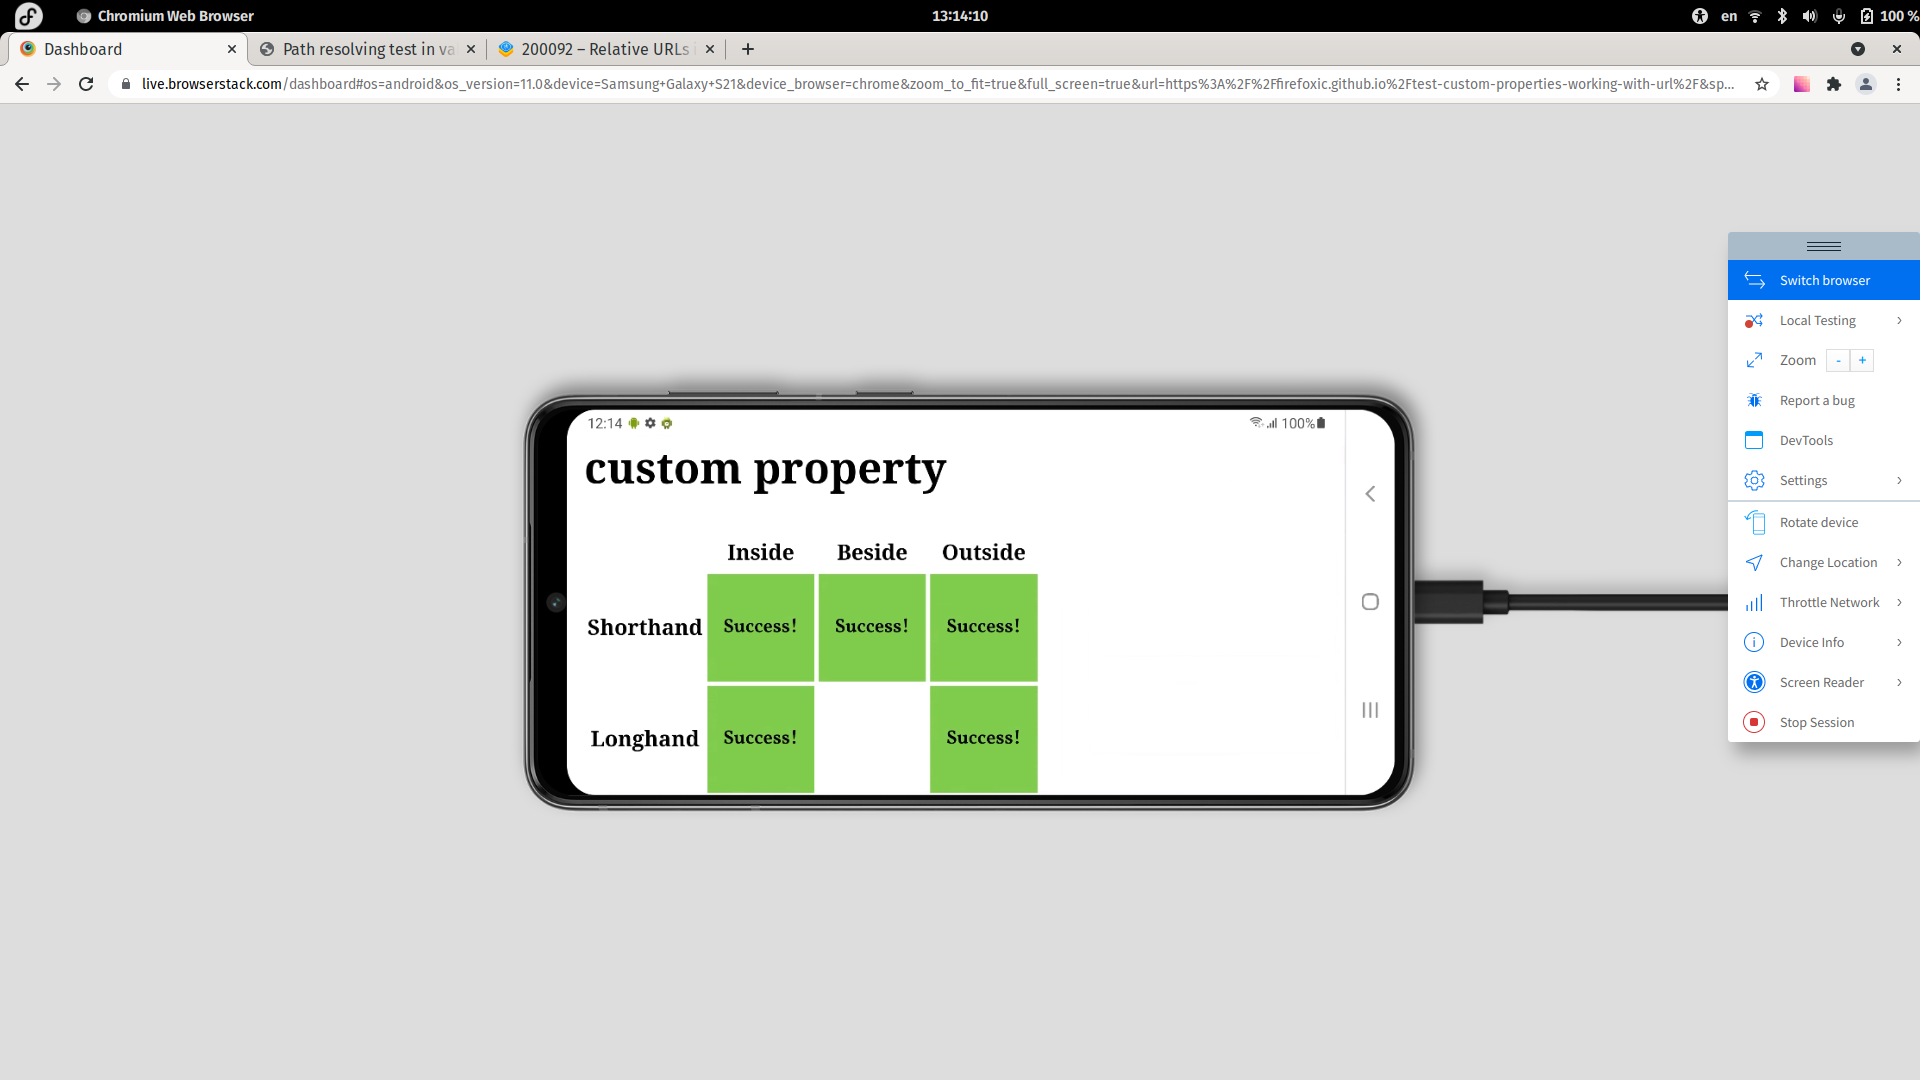 Chromium Web Browser
13:14:10
en
100 %
Dashboard
Path resolving test in va
200092 – Relative URLs i
live.browserstack.com/dashboard#os=android&os_version=11.0&device=Samsung+Galaxy+S21&device_browser=chrome&zoom_to_fit=true&full_screen=true&url=https%3A%2F%2Ffirefoxic.github.io%2Ftest-custom-properties-working-with-url%2F&sp...
Switch browser
Local Testing
Zoom - +
Report a bug
DevTools
Settings
Rotate device
Change Location
Throttle Network
Device Info
Screen Reader
Stop Session
12:14
100%
custom property
Inside Beside Outside
Shorthand Success! Success! Success!
Longhand Success! Success!